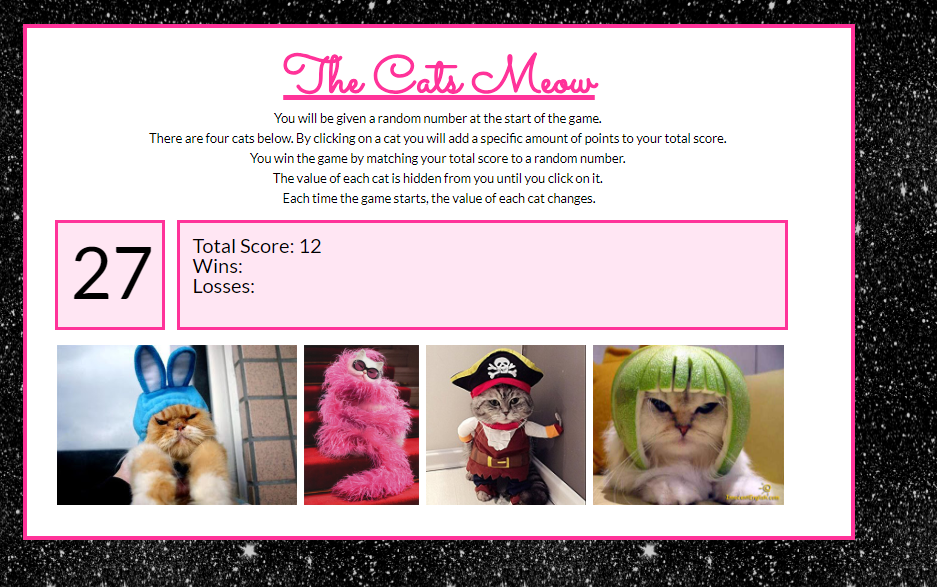 The Cats Meow
You will be given a random number at the start of the game.
There are four cats below. By clicking on a cat you will add a specific amount of points to your total score.
You win the game by matching your total score to a random number.
The value of each cat is hidden from you until you click on it.
Each time the game starts, the value of each cat changes.
27
Total Score: 12
Wins:
Losses: